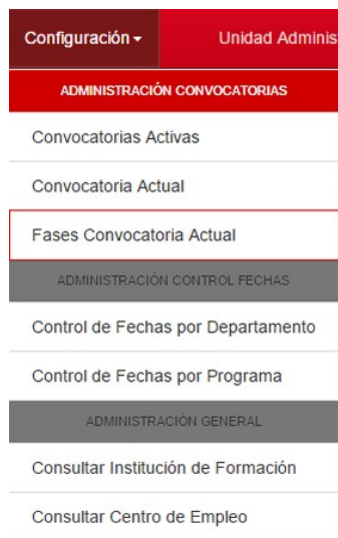 Configuración Unidad Adminis
ADMINISTRACIÓN CONVOCATORIAS
Convocatorias Activas
Convocatoria Actual
Fases Convocatoria Actual
ADMINISTRACIÓN CONTROL FECHAS
Control de Fechas por Departamento
Control de Fechas por Programa
ADMINISTRACIÓN GENERAL
Consultar Institución de Formación
Consultar Centro de Empleo